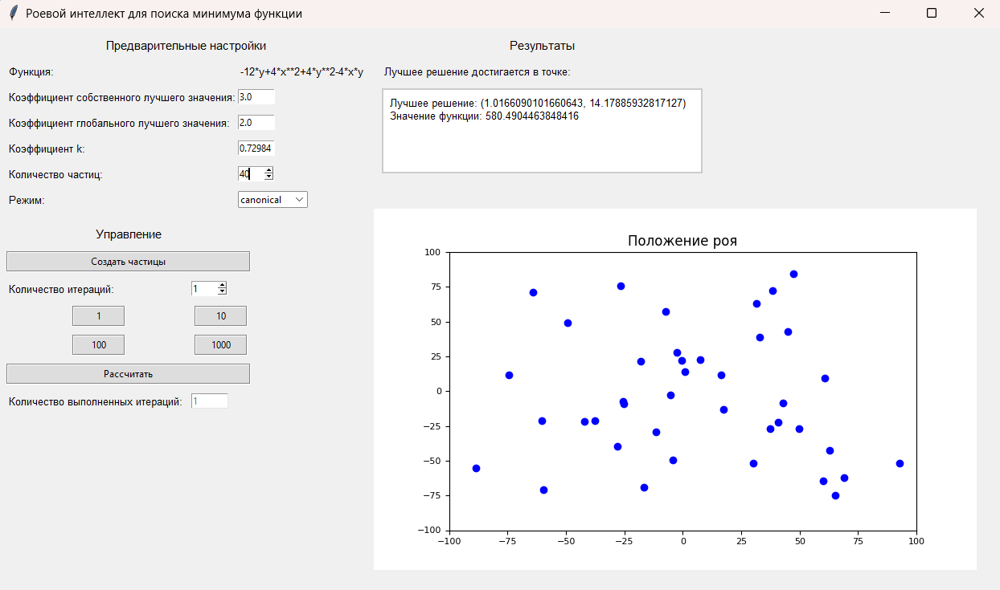 Роевой интеллект для поиска минимума функции
Предварительные настройки
Функция: -12*y+4*x**2+4*y**2-4*x*y
Коэффициент собственного лучшего значения: 3.0
Коэффициент глобального лучшего значения: 2.0
Коэффициент k: 0.72984
Количество частиц: 40
Режим: canonical
Управление
Создать частицы
Количество итераций: 1
1 10
100 1000
Рассчитать
Количество выполненных итераций: 1
Результаты
Лучшее решение достигается в точке:
Лучшее решение: (1.0166090101660643, 14.17885932817127)
Значение функции: 580.4904463848416
Положение роя
100
75
50
25
0
−25
−50
−75
−100
−100 −75 −50 −25 0 25 50 75 100